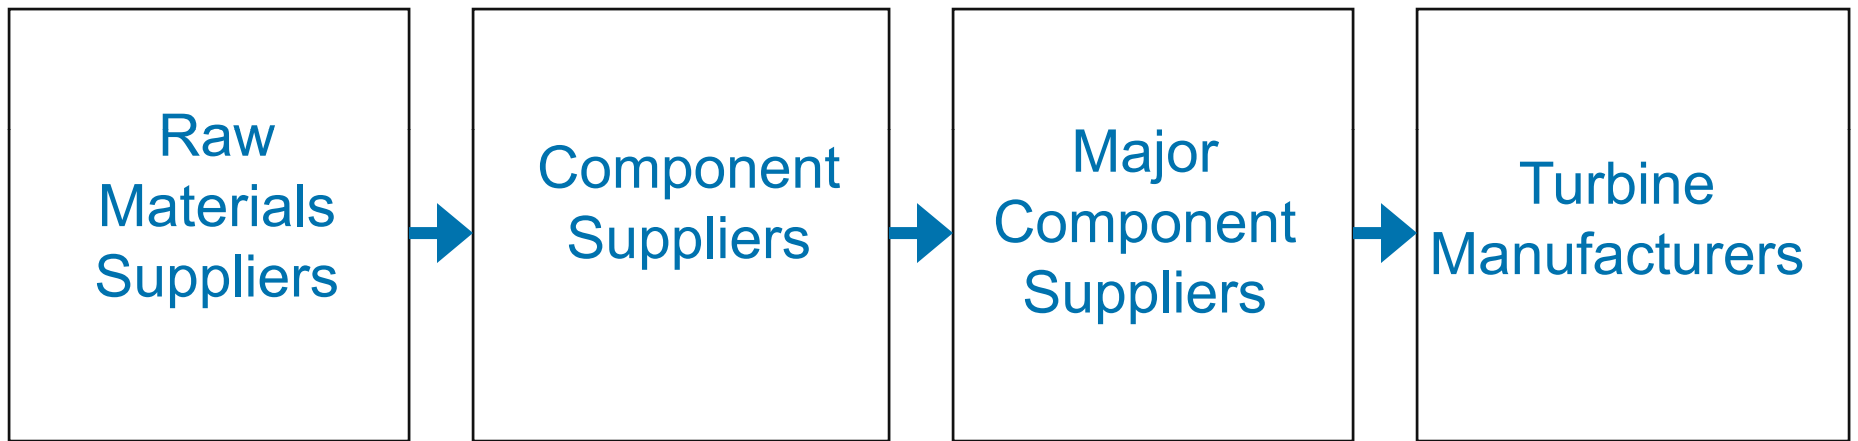 Raw
Materials
Suppliers
Component
Suppliers
Major
Component
Suppliers
Turbine
Manufacturers